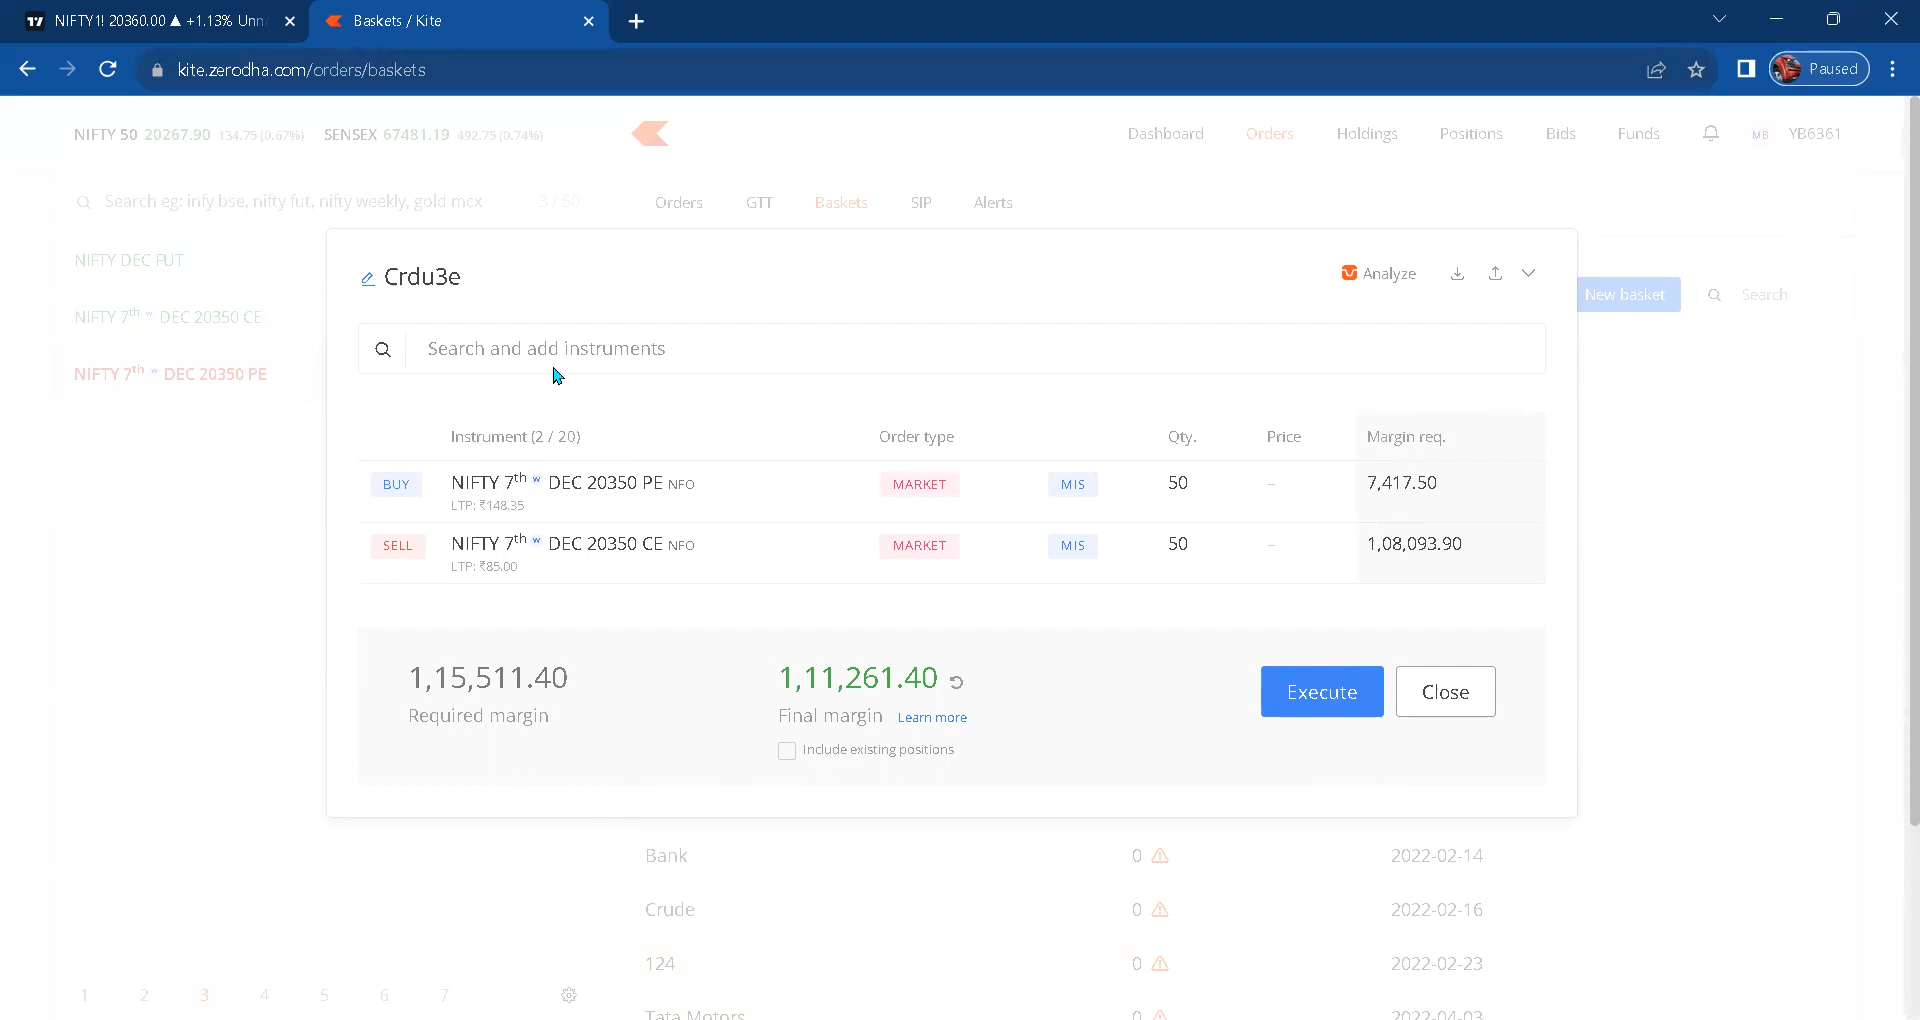 NIFTY1! 20360.00 ▲ +1.13% Unn
Baskets / Kite
kite.zerodha.com/orders/baskets
Paused
NIFTY 50 20267.90 134.75 (0.67%) SENSEX 67481.19 492.75 (0.74%)
Dashboard Orders Holdings Positions Bids Funds MB YB6361
Search eg: infy bse, nifty fut, nifty weekly, gold mcx 3 / 50
Orders GTT Baskets SIP Alerts
NIFTY DEC FUT
NIFTY 7th w DEC 20350 CE
NIFTY 7th w DEC 20350 PE
New basket Search
Crdu3e
Analyze
Search and add instruments
Instrument (2 / 20) Order type Qty. Price Margin req.
BUY NIFTY 7th w DEC 20350 PE NFO MARKET MIS 50 – 7,417.50
LTP: ₹148.35
SELL NIFTY 7th w DEC 20350 CE NFO MARKET MIS 50 – 1,08,093.90
LTP: ₹85.00
1,15,511.40
Required margin
1,11,261.40
Final margin Learn more
Include existing positions
Execute Close
Bank 0 2022-02-14
Crude 0 2022-02-16
124 0 2022-02-23
Tata Motors 0 2022-04-03
1 2 3 4 5 6 7